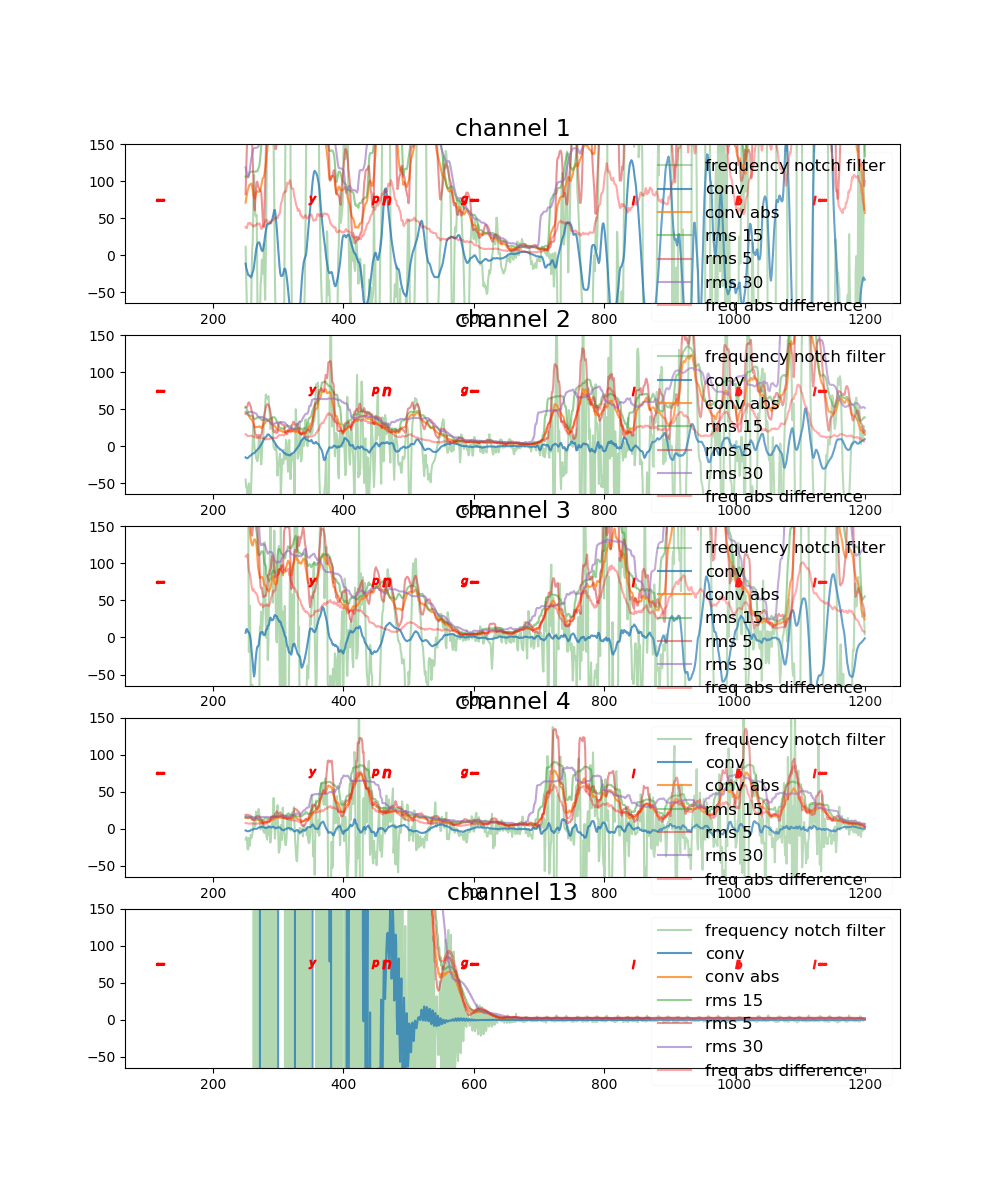 channel 1
150
100
50
0
−50
y p n g l
frequency notch filter
conv
conv abs
rms 15
rms 5
rms 30
freq abs difference
200 400 600 800 1000 1200
channel 2
150
100
50
0
−50
y p n g l
frequency notch filter
conv
conv abs
rms 15
rms 5
rms 30
freq abs difference
200 400 600 800 1000 1200
channel 3
150
100
50
0
−50
y p n g l
frequency notch filter
conv
conv abs
rms 15
rms 5
rms 30
freq abs difference
200 400 600 800 1000 1200
channel 4
150
100
50
0
−50
y p n g l
frequency notch filter
conv
conv abs
rms 15
rms 5
rms 30
freq abs difference
200 400 600 800 1000 1200
channel 13
150
100
50
0
−50
y p n g l
frequency notch filter
conv
conv abs
rms 15
rms 5
rms 30
freq abs difference
200 400 600 800 1000 1200